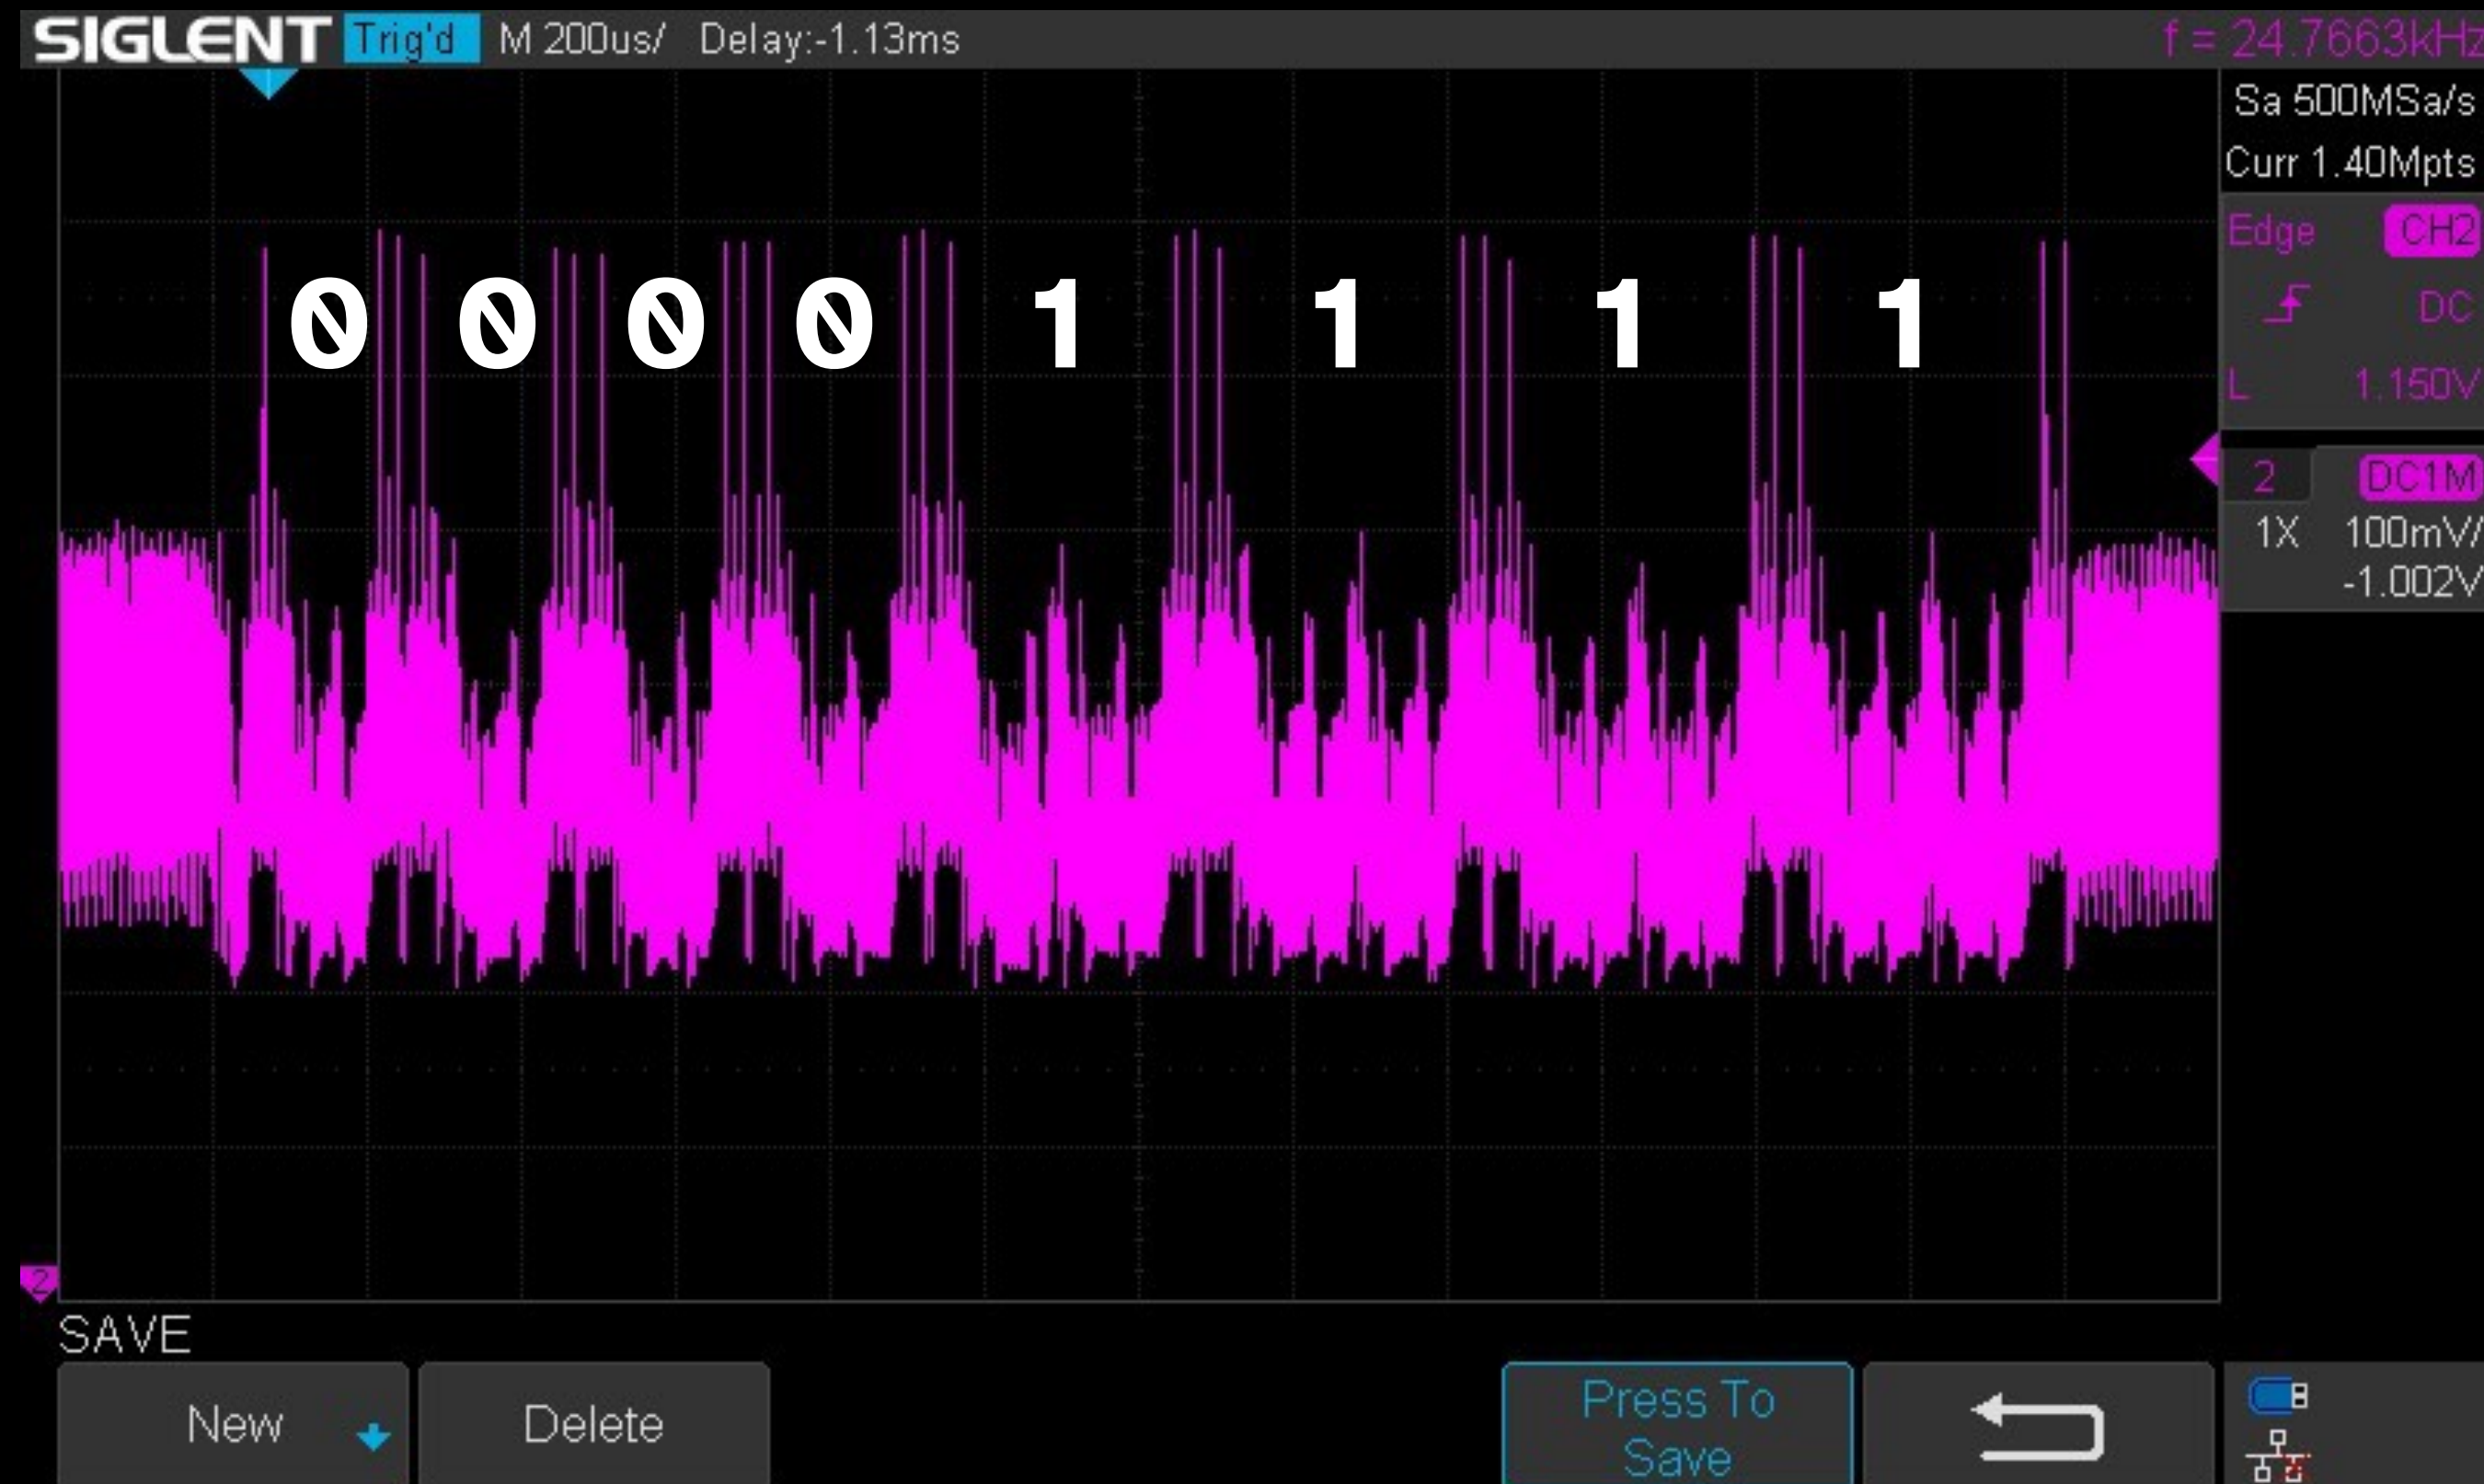 SIGLENT Trig'd M 200us/ Delay:-1.13ms f = 24.7663kHz
Sa 500MSa/s
Curr 1.40Mpts
Edge CH2
DC
L 1.150V
2 DC1M
1X 100mV/
-1.002V
0 0 0 0 1 1 1 1
2
SAVE
New Delete Press To
Save